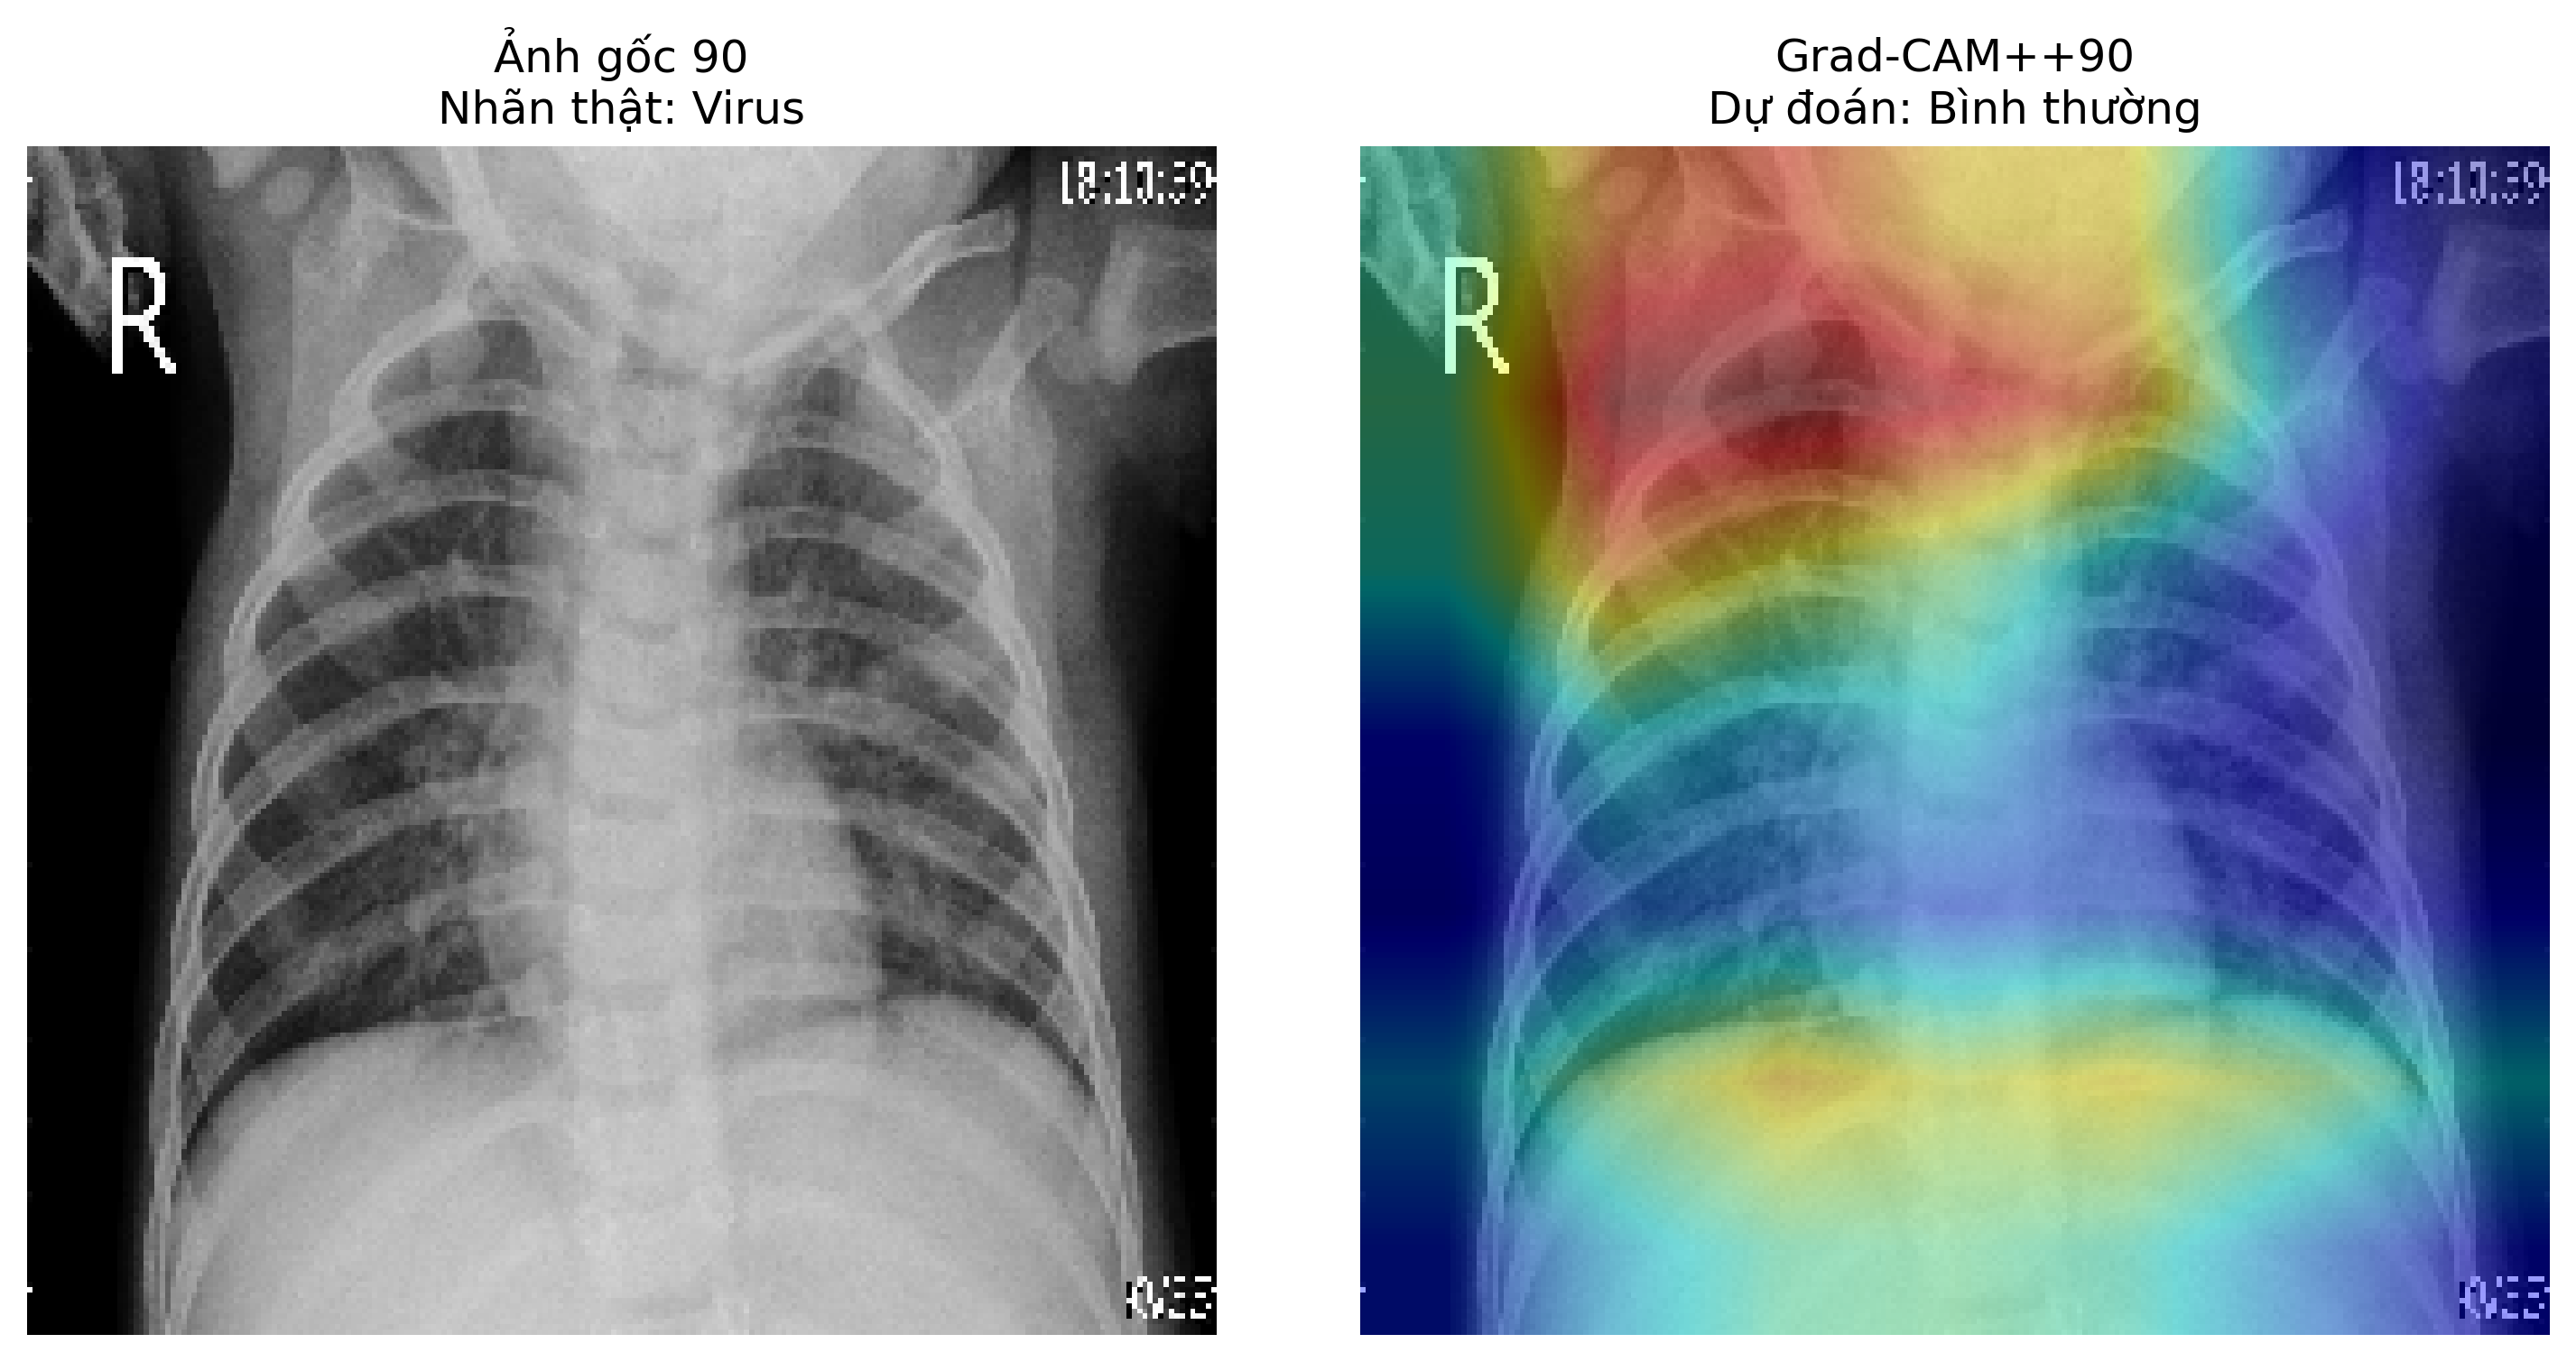 Ảnh gốc 90
Nhãn thật: Virus
Grad-CAM++90
Dự đoán: Bình thường
R
R